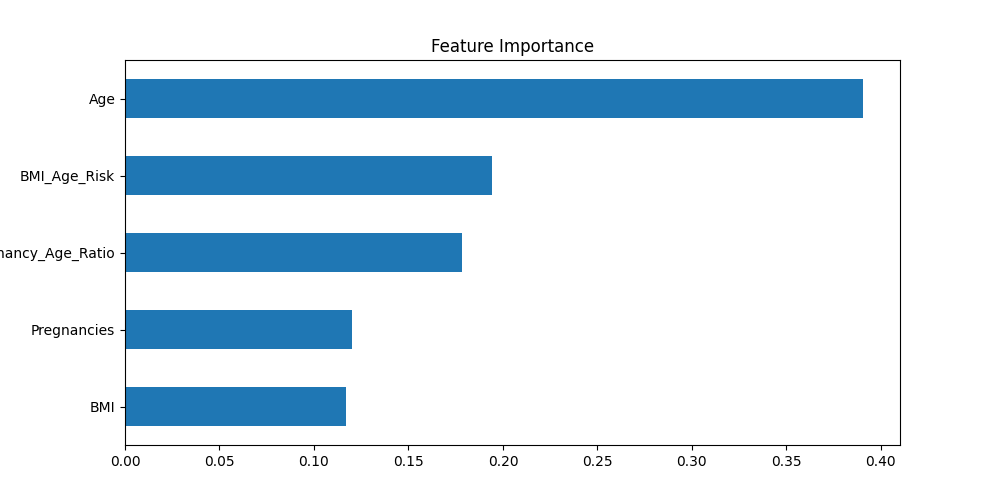 Feature Importance
Age
BMI_Age_Risk
nancy_Age_Ratio
Pregnancies
BMI
0.00 0.05 0.10 0.15 0.20 0.25 0.30 0.35 0.40